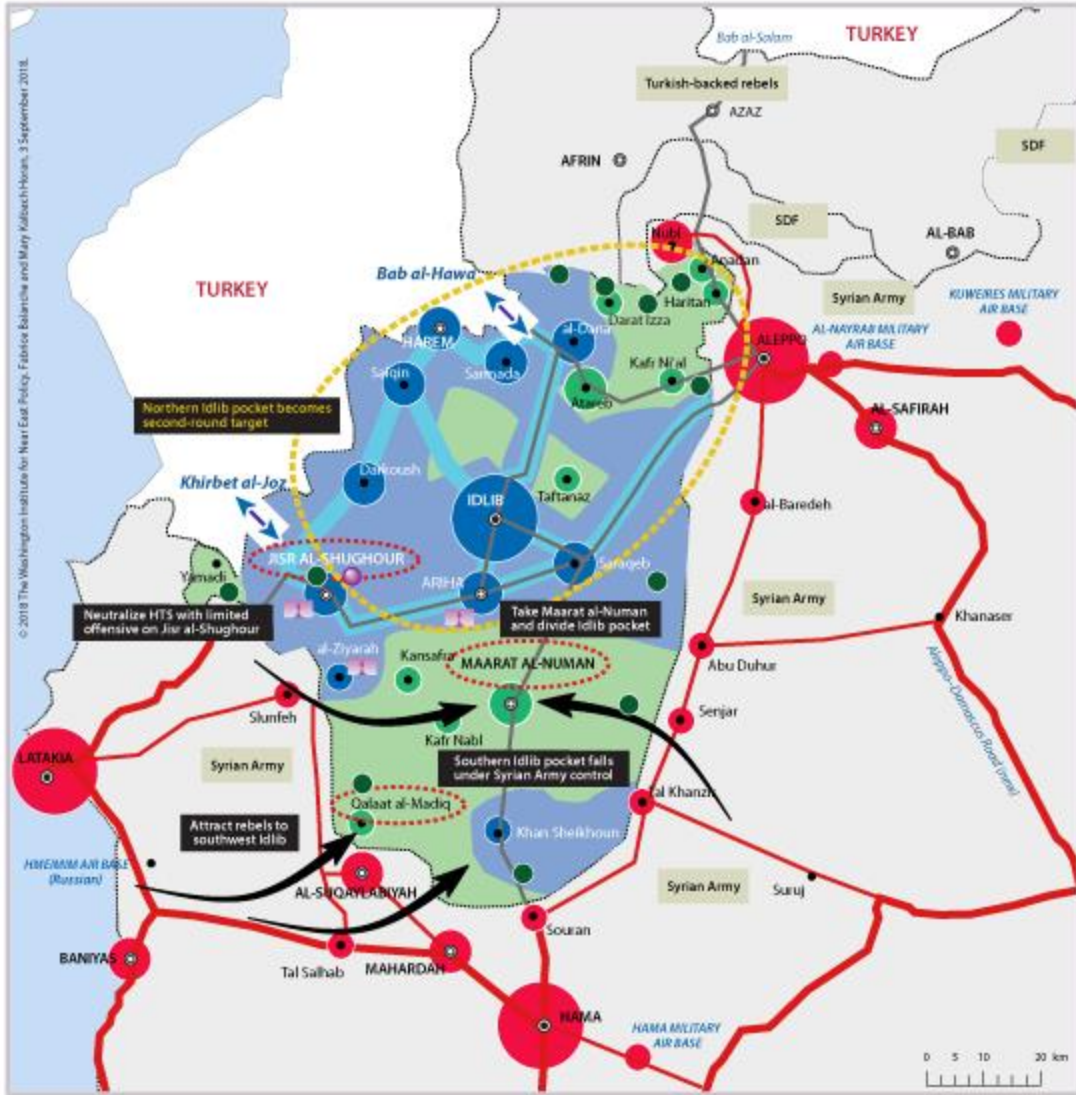 © 2018 The Washington Institute for Near East Policy. Fabrice Balanche and Mary Kalbach Horan, 3 September 2018.
Bab al-Salam
TURKEY
Turkish-backed rebels
AZAZ
SDF
AFRIN
SDF
AL-BAB
Nubl
Anadan
Bab al-Hawa
TURKEY
Haritan
Darat Izza
Syrian Army
KUWEIRES MILITARY
AIR BASE
AL-NAYRAB MILITARY
AIR BASE
HAREM
al-Dana
ALEPPO
Salqin
Sarmada
Kafr Ni'al
Atareb
Northern Idlib pocket becomes
second-round target
AL-SAFIRAH
Khirbet al-Joz
Darkoush
IDLIB
Taftanaz
al-Baredeh
JISR AL-SHUGHOUR
Saraqeb
Yamadi
ARIHA
Syrian Army
Neutralize HTS with limited
offensive on Jisr al-Shughour
Take Maarat al-Numan
and divide Idlib pocket
Khanaser
al-Ziyarah
Kansafra
MAARAT AL-NUMAN
Abu Duhur
Aleppo-Damascus Road (new)
Slunfeh
Senjar
Kafr Nabl
LATAKIA
Syrian Army
Southern Idlib pocket falls
under Syrian Army control
Qalaat al-Madiq
Tal Khanzir
Attract rebels to
southwest Idlib
Khan Sheikhoun
HMEIMIM AIR BASE
(Russian)
AL-SUQAYLABIYAH
Syrian Army
Suruj
Souran
BANIYAS
Tal Salhab
MAHARDAH
HAMA
HAMA MILITARY
AIR BASE
0 5 10 20 km